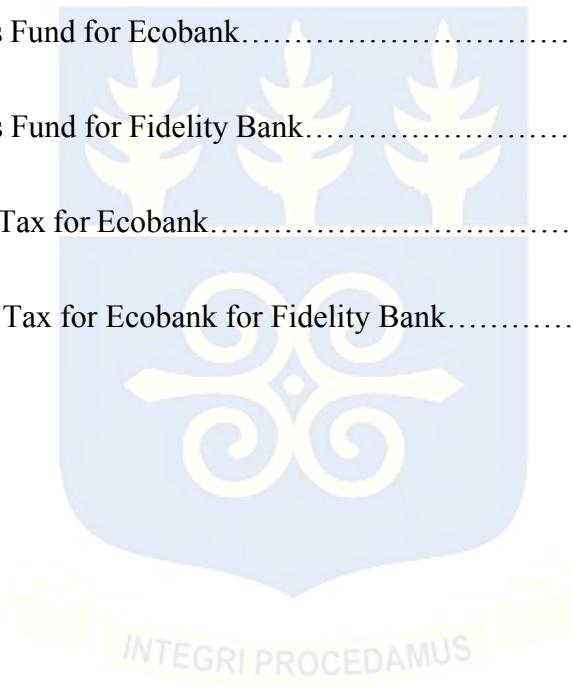 s Fund for Ecobank……………………………
s Fund for Fidelity Bank………………………
Tax for Ecobank………………………………
Tax for Ecobank for Fidelity Bank…………
INTEGRI PROCEDAMUS